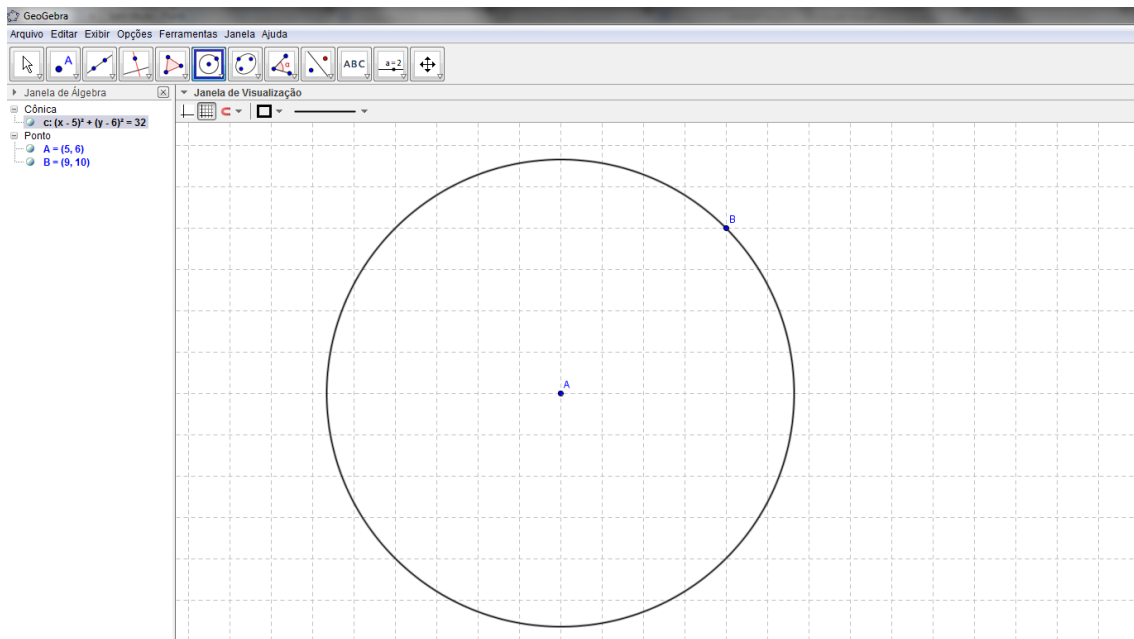 GeoGebra
Arquivo Editar Exibir Opções Ferramentas Janela Ajuda
A
α
ABC
a=2
Janela de Álgebra
Janela de Visualização
Cônica
c: (x - 5)² + (y - 6)² = 32
Ponto
A = (5, 6)
B = (9, 10)
B
A